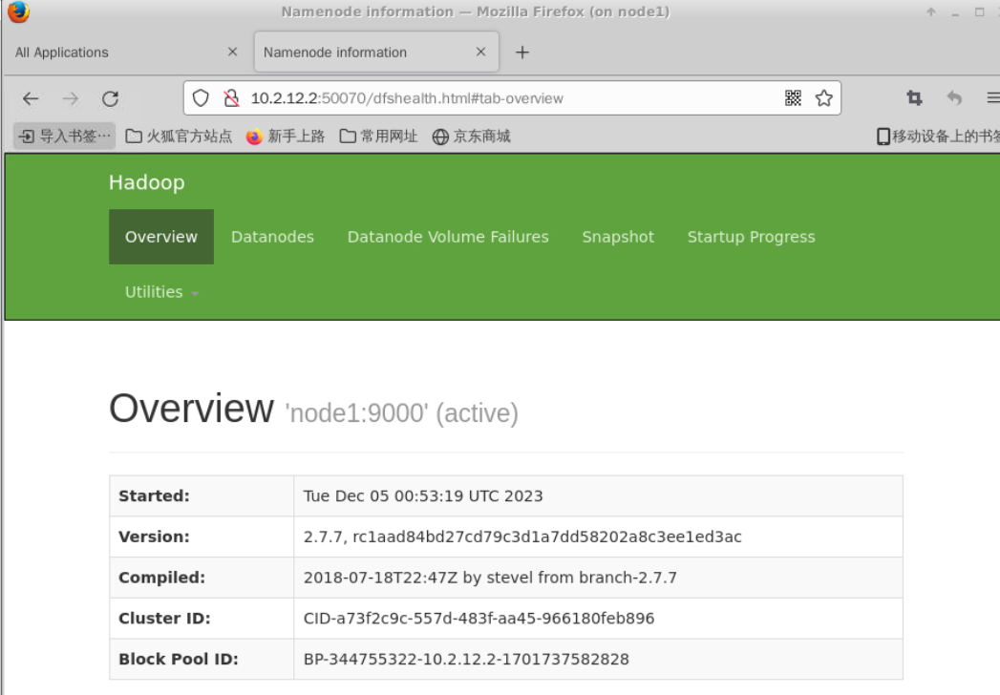 Namenode information — Mozilla Firefox (on node1)
All Applications
Namenode information
10.2.12.2:50070/dfshealth.html#tab-overview
导入书签… 火狐官方站点 新手上路 常用网址 京东商城 移动设备上的书签
Hadoop
Overview Datanodes Datanode Volume Failures Snapshot Startup Progress
Utilities
Overview 'node1:9000' (active)
Started: Tue Dec 05 00:53:19 UTC 2023
Version: 2.7.7, rc1aad84bd27cd79c3d1a7dd58202a8c3ee1ed3ac
Compiled: 2018-07-18T22:47Z by stevel from branch-2.7.7
Cluster ID: CID-a73f2c9c-557d-483f-aa45-966180feb896
Block Pool ID: BP-344755322-10.2.12.2-1701737582828